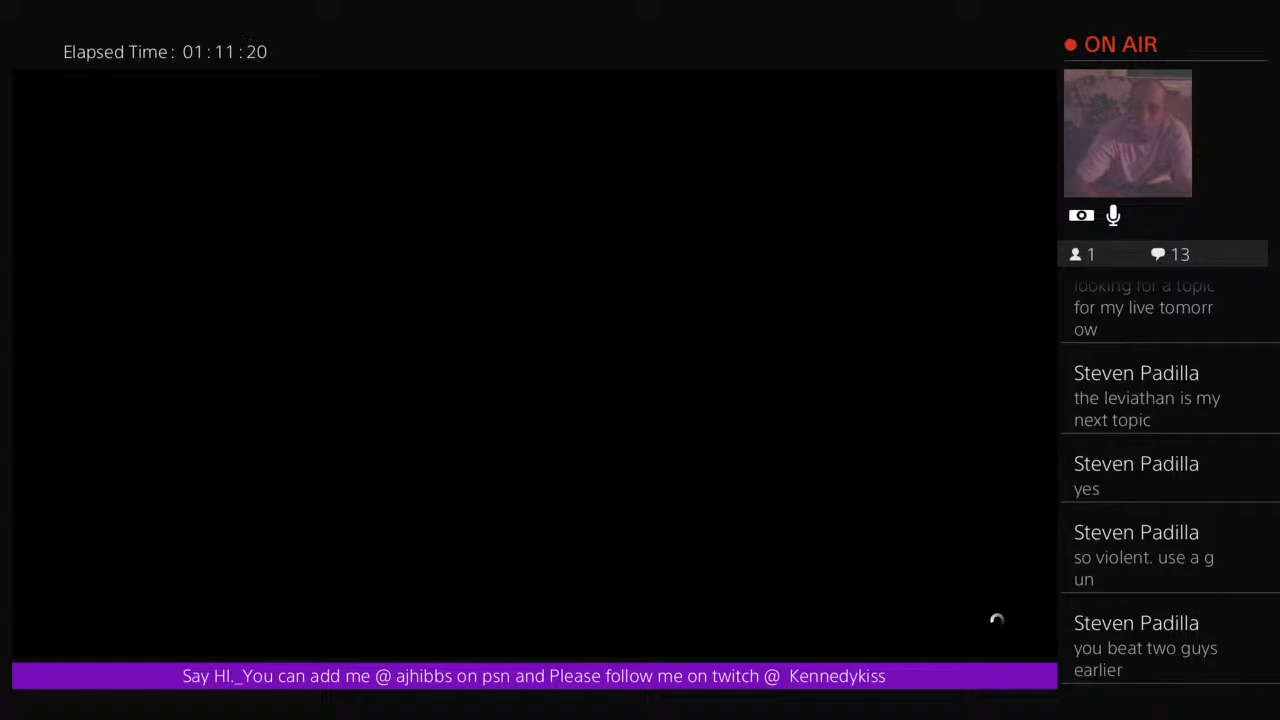 Elapsed Time: 01:11:20
ON AIR
1 13
looking for a topic
for my live tomorr
ow
Steven Padilla
the leviathan is my
next topic
Steven Padilla
yes
Steven Padilla
so violent. use a g
un
Steven Padilla
you beat two guys
earlier
Say HI._You can add me @ ajhibbs on psn and Please follow me on twitch @ Kennedykiss